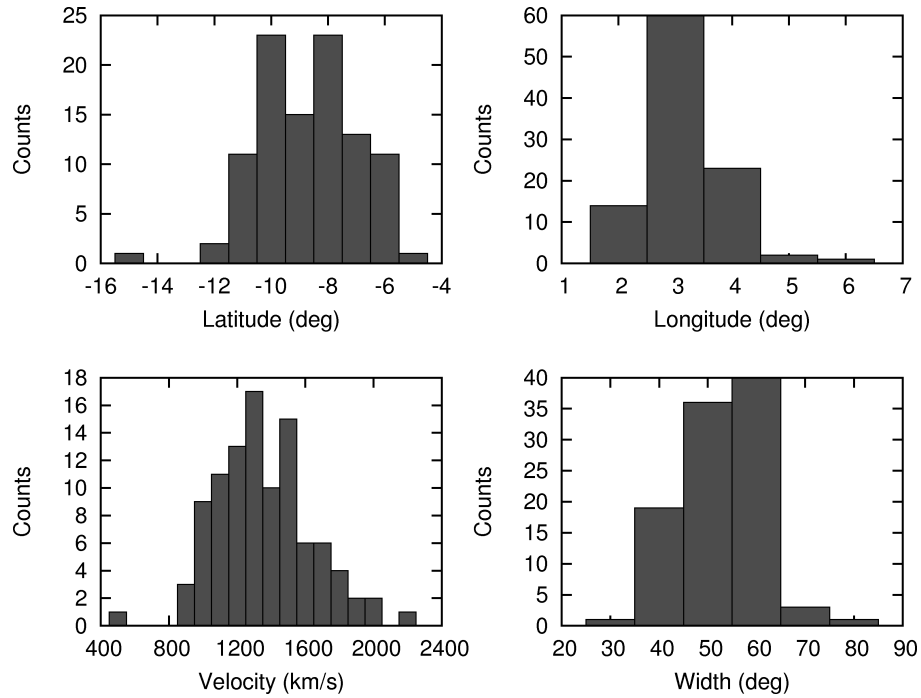 25
20
15
10
5
0
Counts
-16 -14 -12 -10 -8 -6 -4
Latitude (deg)
60
50
40
30
20
10
0
Counts
1 2 3 4 5 6 7
Longitude (deg)
18
16
14
12
10
8
6
4
2
0
Counts
400 800 1200 1600 2000 2400
Velocity (km/s)
40
35
30
25
20
15
10
5
0
Counts
20 30 40 50 60 70 80 90
Width (deg)